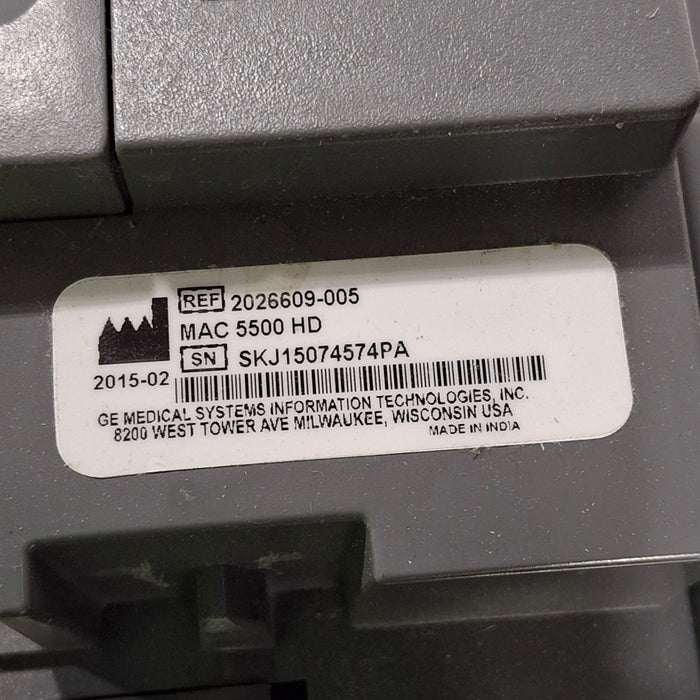 REF 2026609-005
MAC 5500 HD
SN SKJ15074574PA
2015-02
GE MEDICAL SYSTEMS INFORMATION TECHNOLOGIES, INC.
8200 WEST TOWER AVE MILWAUKEE, WISCONSIN USA
MADE IN INDIA